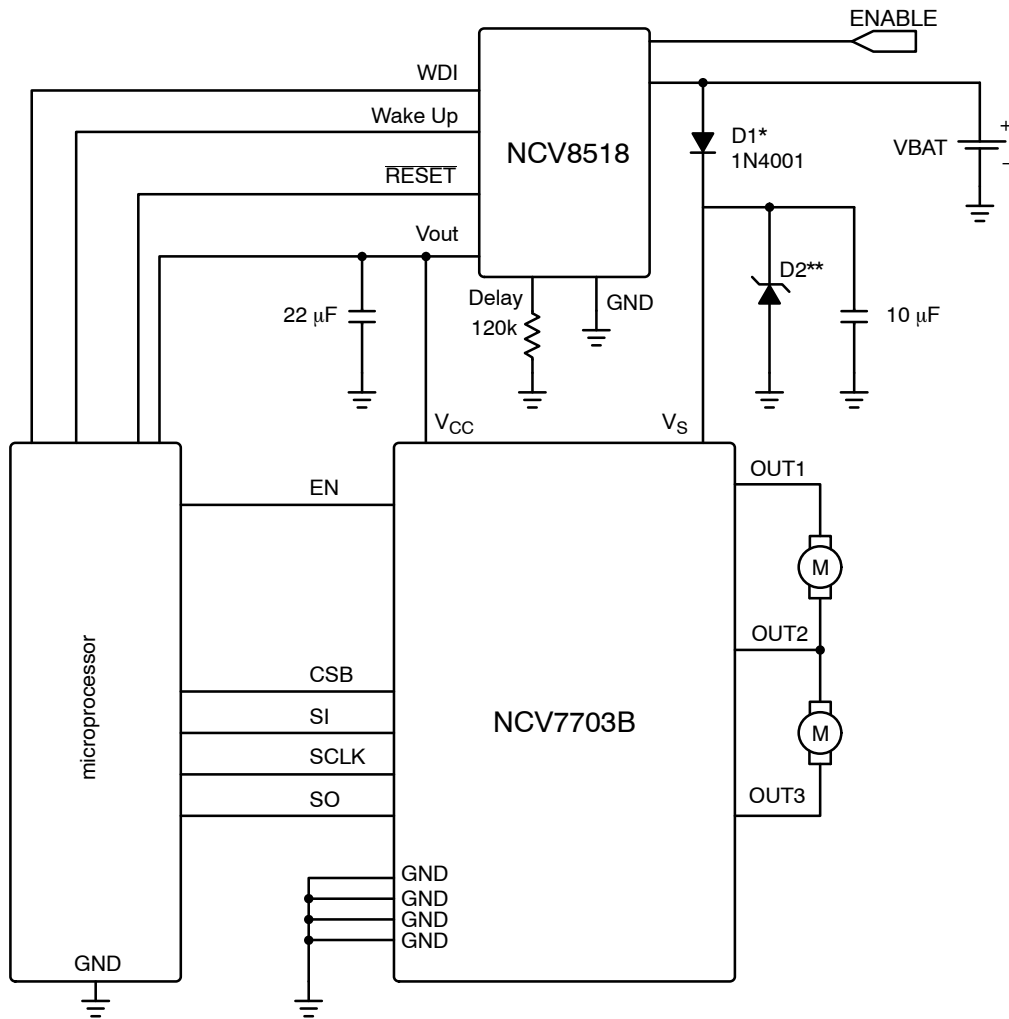 ENABLE
WDI
Wake Up
RESET
Vout
NCV8518
D1*
1N4001
VBAT
+
–
22 μF
Delay
120k
GND
D2**
10 μF
VCC
VS
EN
OUT1
M
OUT2
microprocessor
CSB
SI
SCLK
SO
NCV7703B
M
OUT3
GND
GND
GND
GND
GND